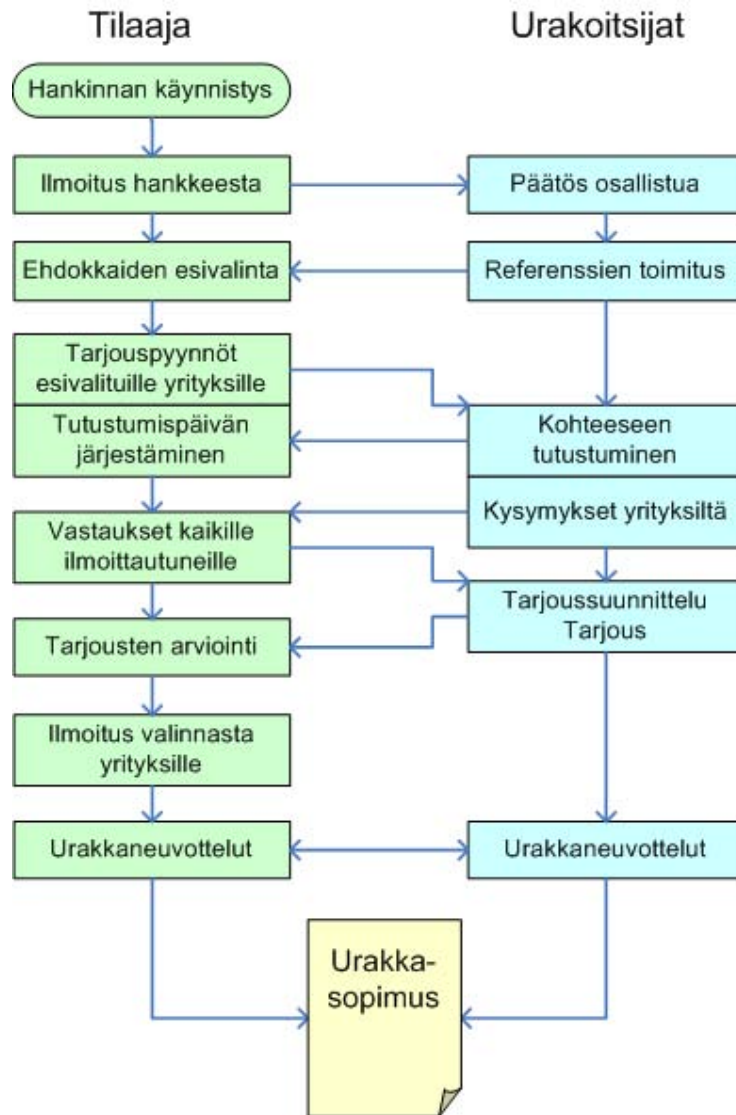 Tilaaja
Urakoitsijat
Hankinnan käynnistys
Ilmoitus hankkeesta
Päätös osallistua
Ehdokkaiden esivalinta
Referenssien toimitus
Tarjouspyynnöt
esivalituille yrityksille
Tutustumispäivän
järjestäminen
Kohteeseen
tutustuminen
Kysymykset yrityksiltä
Vastaukset kaikille
ilmoittautuneille
Tarjoussuunnittelu
Tarjous
Tarjousten arviointi
Ilmoitus valinnasta
yrityksille
Urakkaneuvottelut
Urakkaneuvottelut
Urakka-
sopimus